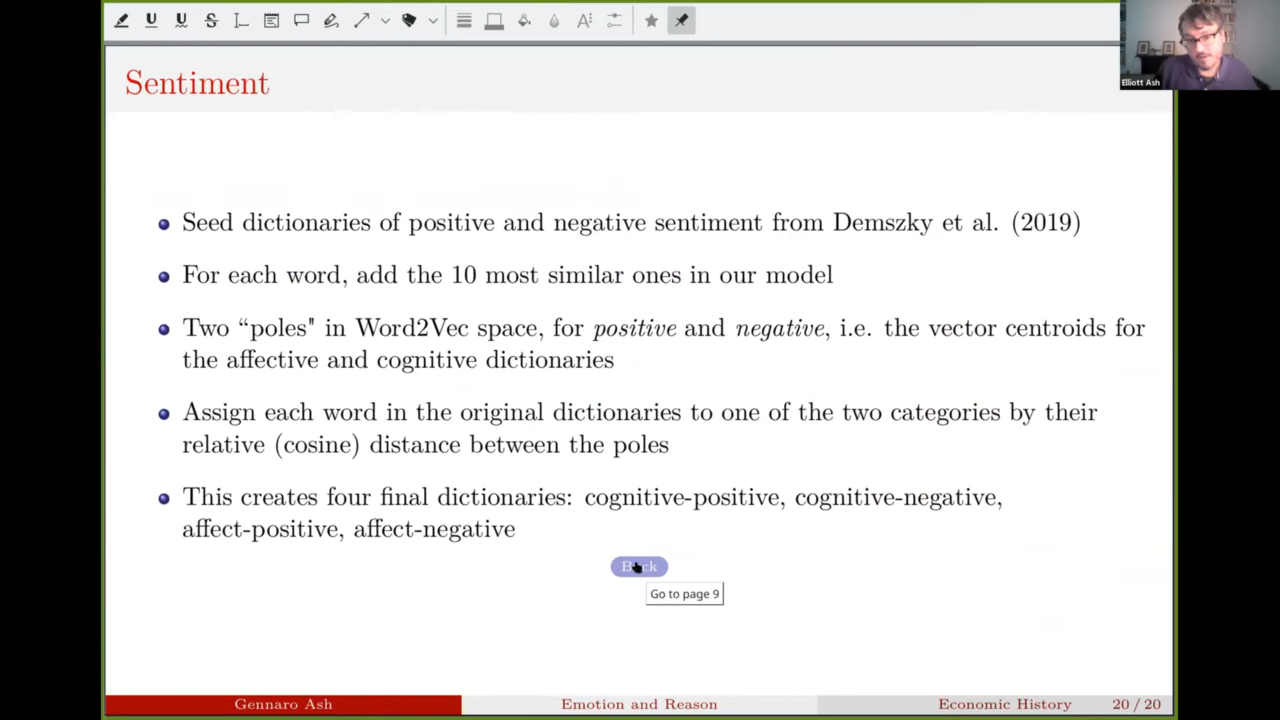 Elliott Ash
Sentiment
Seed dictionaries of positive and negative sentiment from Demszky et al. (2019)
For each word, add the 10 most similar ones in our model
Two “poles" in Word2Vec space, for positive and negative, i.e. the vector centroids for
the affective and cognitive dictionaries
Assign each word in the original dictionaries to one of the two categories by their
relative (cosine) distance between the poles
This creates four final dictionaries: cognitive-positive, cognitive-negative,
affect-positive, affect-negative
Back
Go to page 9
Gennaro Ash Emotion and Reason Economic History 20 / 20